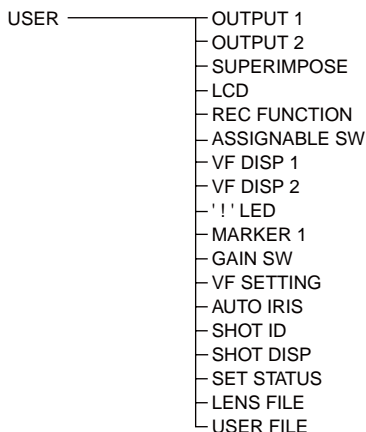 USER
OUTPUT 1
OUTPUT 2
SUPERIMPOSE
LCD
REC FUNCTION
ASSIGNABLE SW
VF DISP 1
VF DISP 2
' ! ' LED
MARKER 1
GAIN SW
VF SETTING
AUTO IRIS
SHOT ID
SHOT DISP
SET STATUS
LENS FILE
USER FILE